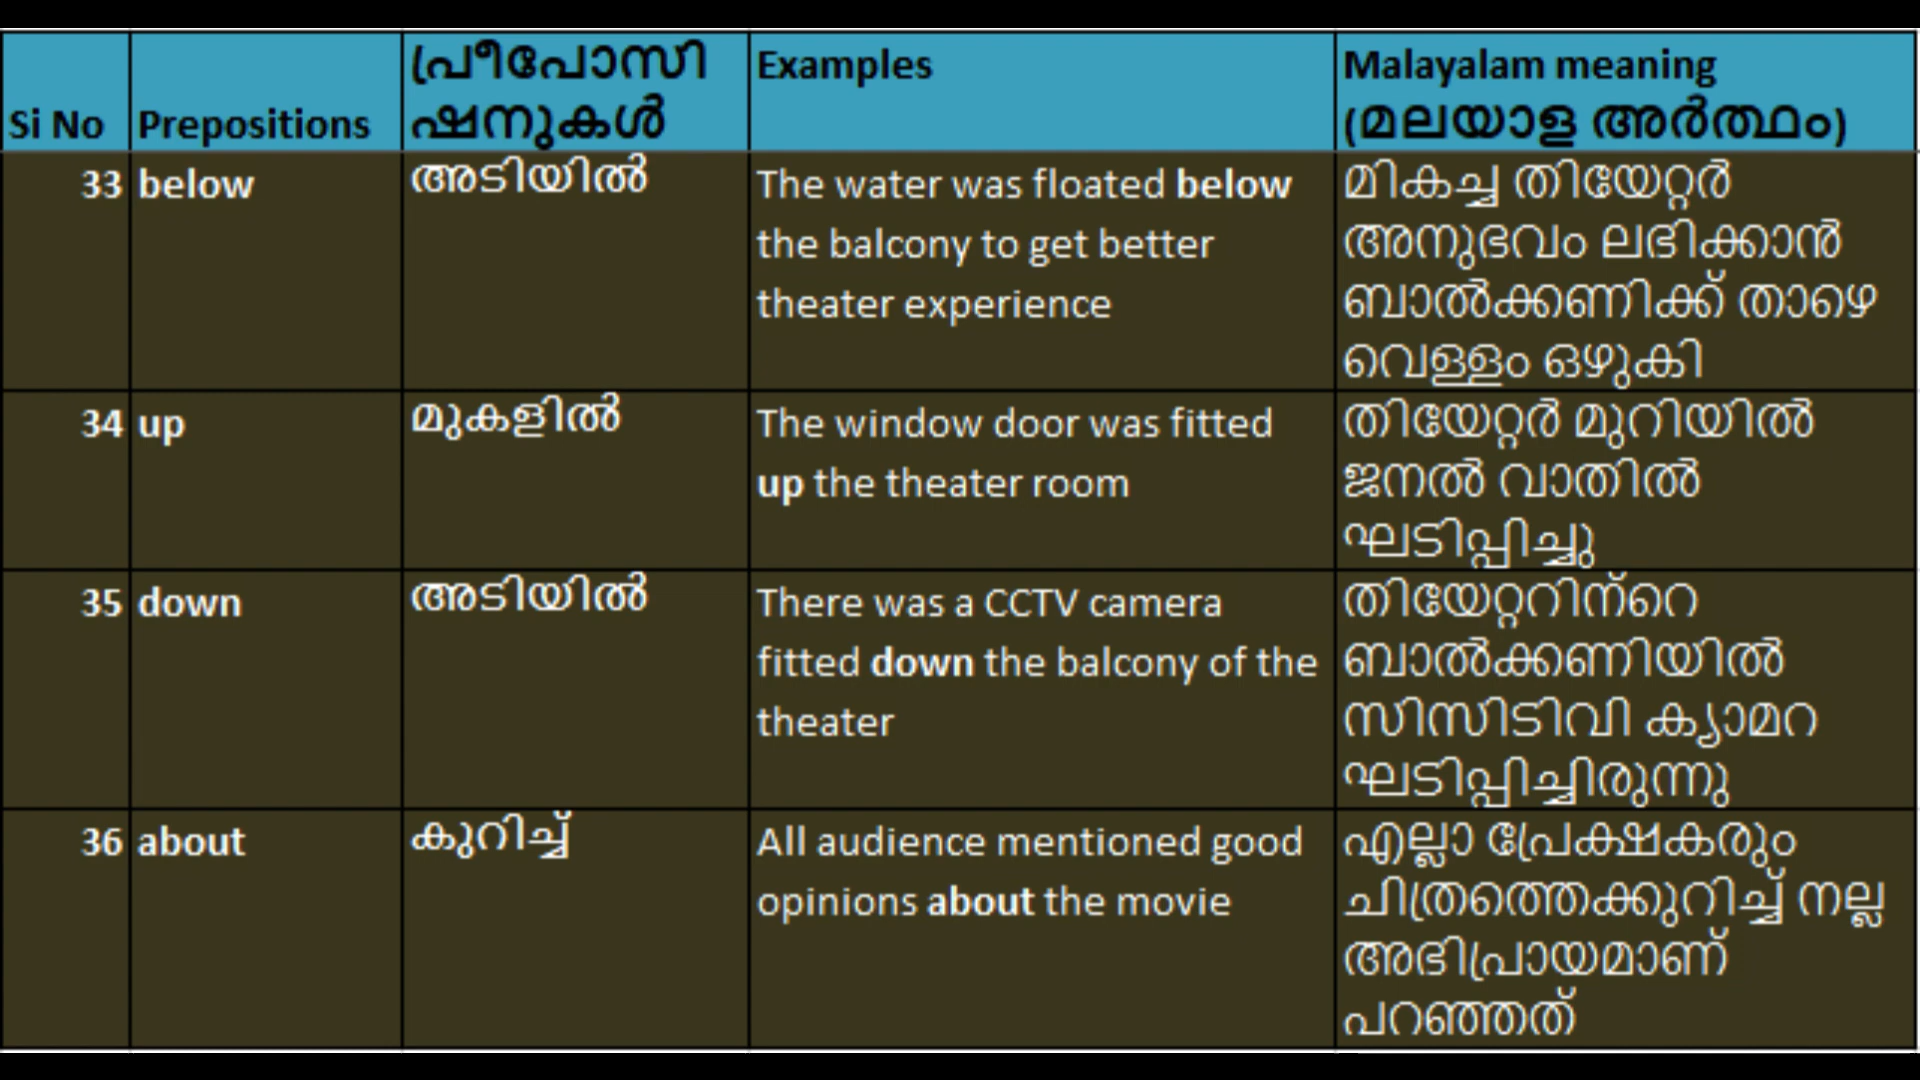 Si No
Prepositions
പ്രീപോസി
ഷനുകൾ
Examples
Malayalam meaning
(മലയാള അർത്ഥം)
33
below
അടിയിൽ
The water was floated below
the balcony to get better
theater experience
മികച്ച തിയേറ്റർ
അനുഭവം ലഭിക്കാൻ
ബാൽക്കണിക്ക് താഴെ
വെള്ളം ഒഴുകി
34
up
മുകളിൽ
The window door was fitted
up the theater room
തിയേറ്റർ മുറിയിൽ
ജനൽ വാതിൽ
ഘടിപ്പിച്ചു
35
down
അടിയിൽ
There was a CCTV camera
fitted down the balcony of the
theater
തിയേറ്ററിന്റെ
ബാൽക്കണിയിൽ
സിസിടിവി ക്യാമറ
ഘടിപ്പിച്ചിരുന്നു
36
about
കുറിച്ച്
All audience mentioned good
opinions about the movie
എല്ലാ പ്രേക്ഷകരും
ചിത്രത്തെക്കുറിച്ച് നല്ല
അഭിപ്രായമാണ്
പറഞ്ഞത്